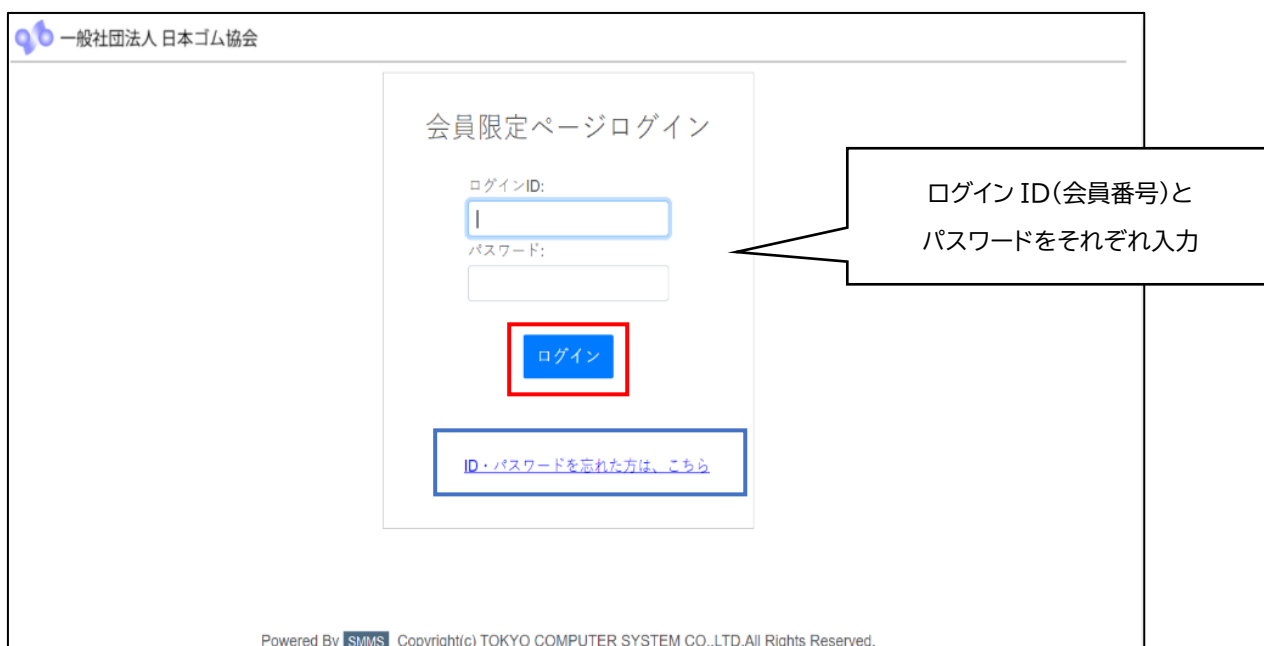 一般社団法人 日本ゴム協会
会員限定ページログイン
ログインID:
パスワード:
ログイン
ID・パスワードを忘れた方は、こちら
ログイン ID(会員番号)と
パスワードをそれぞれ入力
Powered By SMMS Copyright(c) TOKYO COMPUTER SYSTEM CO.,LTD.All Rights Reserved.